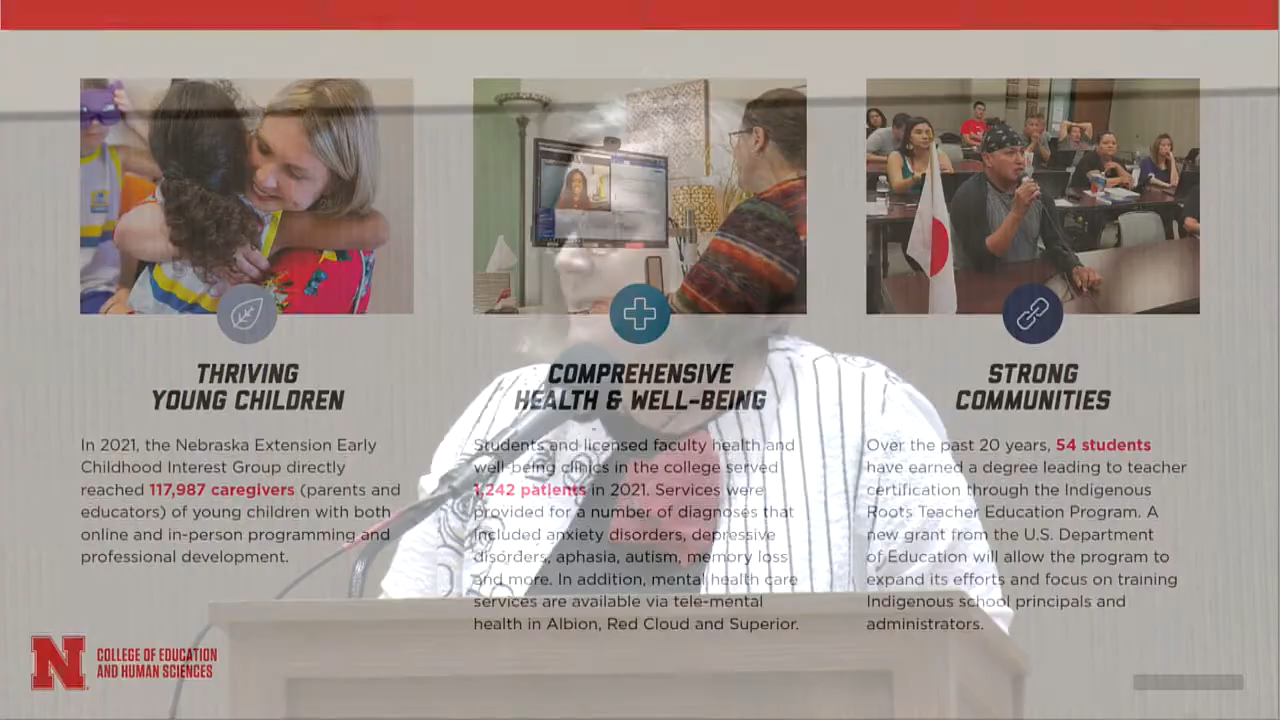 THRIVING
YOUNG CHILDREN
In 2021, the Nebraska Extension Early
Childhood Interest Group directly
reached 117,987 caregivers (parents and
educators) of young children with both
online and in-person programming and
professional development.
COMPREHENSIVE
HEALTH & WELL-BEING
Students and licensed faculty health and
well-being clinics in the college served
1,242 patients in 2021. Services were
provided for a number of diagnoses that
included anxiety disorders, depressive
disorders, aphasia, autism, memory loss
and more. In addition, mental health care
services are available via tele-mental
health in Albion, Red Cloud and Superior.
STRONG
COMMUNITIES
Over the past 20 years, 54 students
have earned a degree leading to teacher
certification through the Indigenous
Roots Teacher Education Program. A
new grant from the U.S. Department
of Education will allow the program to
expand its efforts and focus on training
Indigenous school principals and
administrators.
N
COLLEGE OF EDUCATION
AND HUMAN SCIENCES